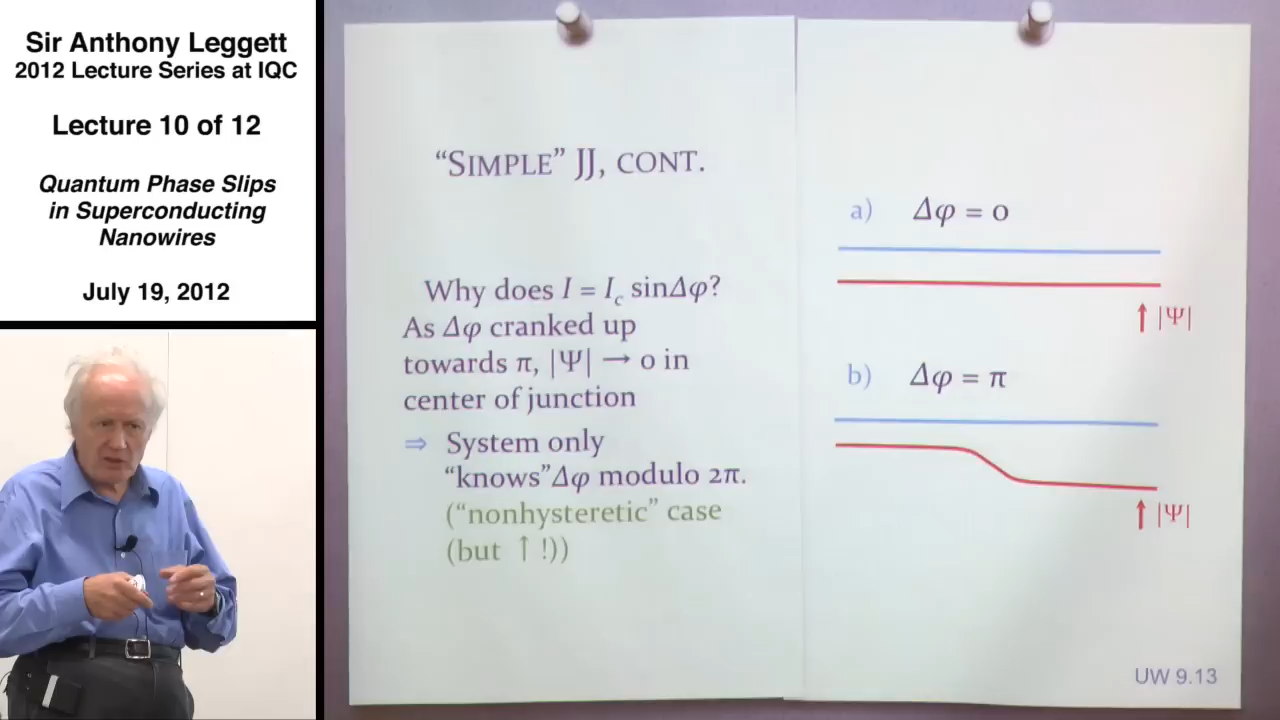 Sir Anthony Leggett
2012 Lecture Series at IQC
Lecture 10 of 12
Quantum Phase Slips
in Superconducting
Nanowires
July 19, 2012
“SIMPLE” JJ, CONT.
Why does I = I_c sinΔφ?
As Δφ cranked up
towards π, |Ψ| → 0 in
center of junction
⇒ System only
“knows”Δφ modulo 2π.
(“nonhysteretic” case
(but ↑ !))
a) Δφ = 0
↑ |Ψ|
b) Δφ = π
↑ |Ψ|
UW 9.13